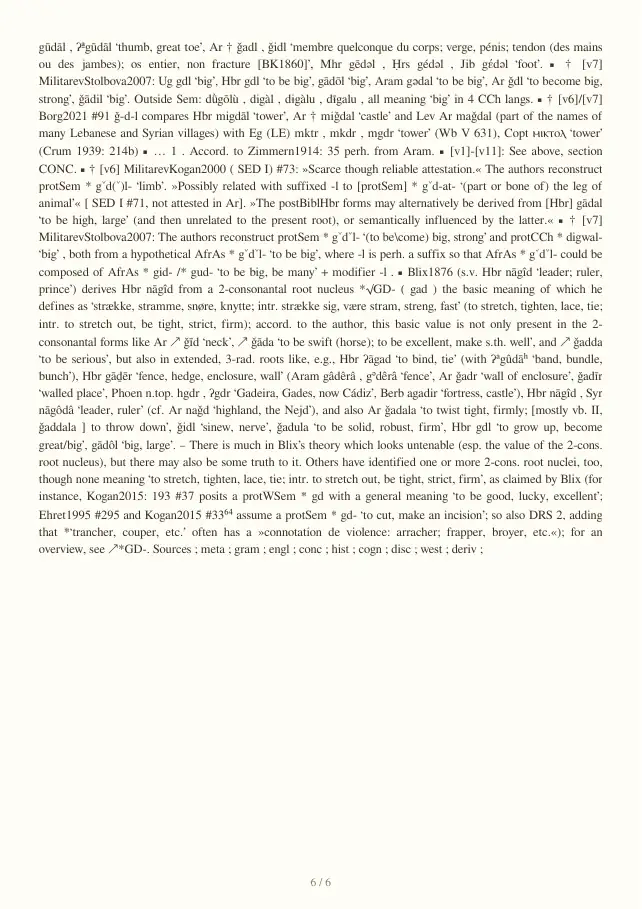 gūdāl , ʔᵃgūdāl ‘thumb, great toe’, Ar † ǧadl , ǧidl ‘membre quelconque du corps; verge, pénis; tendon (des mains
ou des jambes); os entier, non fracture [BK1860]’, Mhr gēdəl , Ḥrs gédəl , Jib gɛ́dəl ‘foot’. ▪ † [v7]
MilitarevStolbova2007: Ug gdl ‘big’, Hbr gdl ‘to be big’, gādōl ‘big’, Aram gədal ‘to be big’, Ar ǧdl ‘to become big,
strong’, ǧādil ‘big’. Outside Sem: dùgōlù , digàl , digàlu , dīgalu , all meaning ‘big’ in 4 CCh langs. ▪ † [v6]/[v7]
Borg2021 #91 ǧ-d-l compares Hbr migdāl ‘tower’, Ar † miǧdal ‘castle’ and Lev Ar maǧdal (part of the names of
many Lebanese and Syrian villages) with Eg (LE) mktr , mkdr , mgdr ‘tower’ (Wb V 631), Copt ⲙⲓⲕⲧⲟⲗ ‘tower’
(Crum 1939: 214b) ▪ … 1 . Accord. to Zimmern1914: 35 perh. from Aram. ▪ [v1]-[v11]: See above, section
CONC. ▪ † [v6] MilitarevKogan2000 ( SED I) #73: »Scarce though reliable attestation.« The authors reconstruct
protSem * g˘d(˘)l- ‘limb’. »Possibly related with suffixed -l to [protSem] * g˘d-at- ‘(part or bone of) the leg of
animal’« [ SED I #71, not attested in Ar]. »The postBiblHbr forms may alternatively be derived from [Hbr] gādal
‘to be high, large’ (and then unrelated to the present root), or semantically influenced by the latter.« ▪ † [v7]
MilitarevStolbova2007: The authors reconstruct protSem * g˘d˘l- ‘(to be\come) big, strong’ and protCCh * digwal-
‘big’ , both from a hypothetical AfrAs * g˘d˘l- ‘to be big’, where -l is perh. a suffix so that AfrAs * g˘d˘l- could be
composed of AfrAs * gid- /* gud- ‘to be big, be many’ + modifier -l . ▪ Blix1876 (s.v. Hbr nāgîd ‘leader; ruler,
prince’) derives Hbr nāgîd from a 2-consonantal root nucleus *√GD- ( gad ) the basic meaning of which he
defines as ‘strække, stramme, snøre, knytte; intr. strække sig, være stram, streng, fast’ (to stretch, tighten, lace, tie;
intr. to stretch out, be tight, strict, firm); accord. to the author, this basic value is not only present in the 2-
consonantal forms like Ar ↗ ǧīd ‘neck’, ↗ ǧāda ‘to be swift (horse); to be excellent, make s.th. well’, and ↗ ǧadda
‘to be serious’, but also in extended, 3-rad. roots like, e.g., Hbr ʔāgad ‘to bind, tie’ (with ʔᵃgûdāʰ ‘band, bundle,
bunch’), Hbr gāḏēr ‘fence, hedge, enclosure, wall’ (Aram gâdêrâ , gᵊdêrâ ‘fence’, Ar ǧadr ‘wall of enclosure’, ǧadīr
‘walled place’, Phoen n.top. hgdr , ʔgdr ‘Gadeira, Gades, now Cádiz’, Berb agadir ‘fortress, castle’), Hbr nāgîd , Syr
nāgôdâ ‘leader, ruler’ (cf. Ar naǧd ‘highland, the Nejd’), and also Ar ǧadala ‘to twist tight, firmly; [mostly vb. II,
ǧaddala ] to throw down’, ǧidl ‘sinew, nerve’, ǧadula ‘to be solid, robust, firm’, Hbr gdl ‘to grow up, become
great/big’, gādôl ‘big, large’. – There is much in Blix’s theory which looks untenable (esp. the value of the 2-cons.
root nucleus), but there may also be some truth to it. Others have identified one or more 2-cons. root nuclei, too,
though none meaning ‘to stretch, tighten, lace, tie; intr. to stretch out, be tight, strict, firm’, as claimed by Blix (for
instance, Kogan2015: 193 #37 posits a protWSem * gd with a general meaning ‘to be good, lucky, excellent’;
Ehret1995 #295 and Kogan2015 #33⁶⁴ assume a protSem * gd- ‘to cut, make an incision’; so also DRS 2, adding
that *‘trancher, couper, etc.’ often has a »connotation de violence: arracher; frapper, broyer, etc.«); for an
overview, see ↗*GD-. Sources ; meta ; gram ; engl ; conc ; hist ; cogn ; disc ; west ; deriv ;
6 / 6